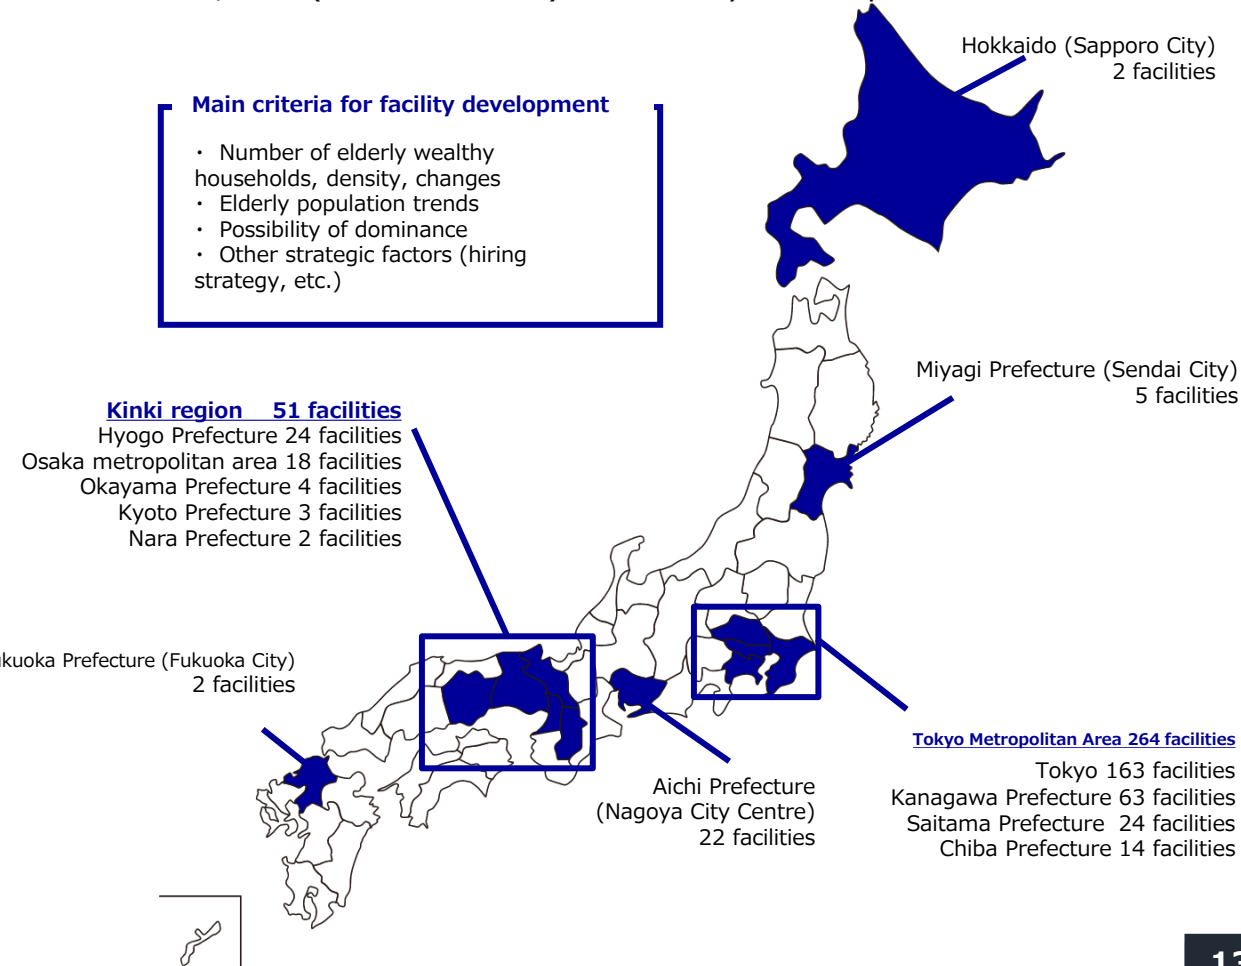 Hokkaido (Sapporo City)
2 facilities
Main criteria for facility development
・ Number of elderly wealthy
households, density, changes
・ Elderly population trends
・ Possibility of dominance
・ Other strategic factors (hiring
strategy, etc.)
Miyagi Prefecture (Sendai City)
5 facilities
Kinki region 51 facilities
Hyogo Prefecture 24 facilities
Osaka metropolitan area 18 facilities
Okayama Prefecture 4 facilities
Kyoto Prefecture 3 facilities
Nara Prefecture 2 facilities
Prefecture (Fukuoka City)
2 facilities
Tokyo Metropolitan Area 264 facilities
Tokyo 163 facilities
Kanagawa Prefecture 63 facilities
Saitama Prefecture 24 facilities
Chiba Prefecture 14 facilities
Aichi Prefecture
(Nagoya City Centre)
22 facilities